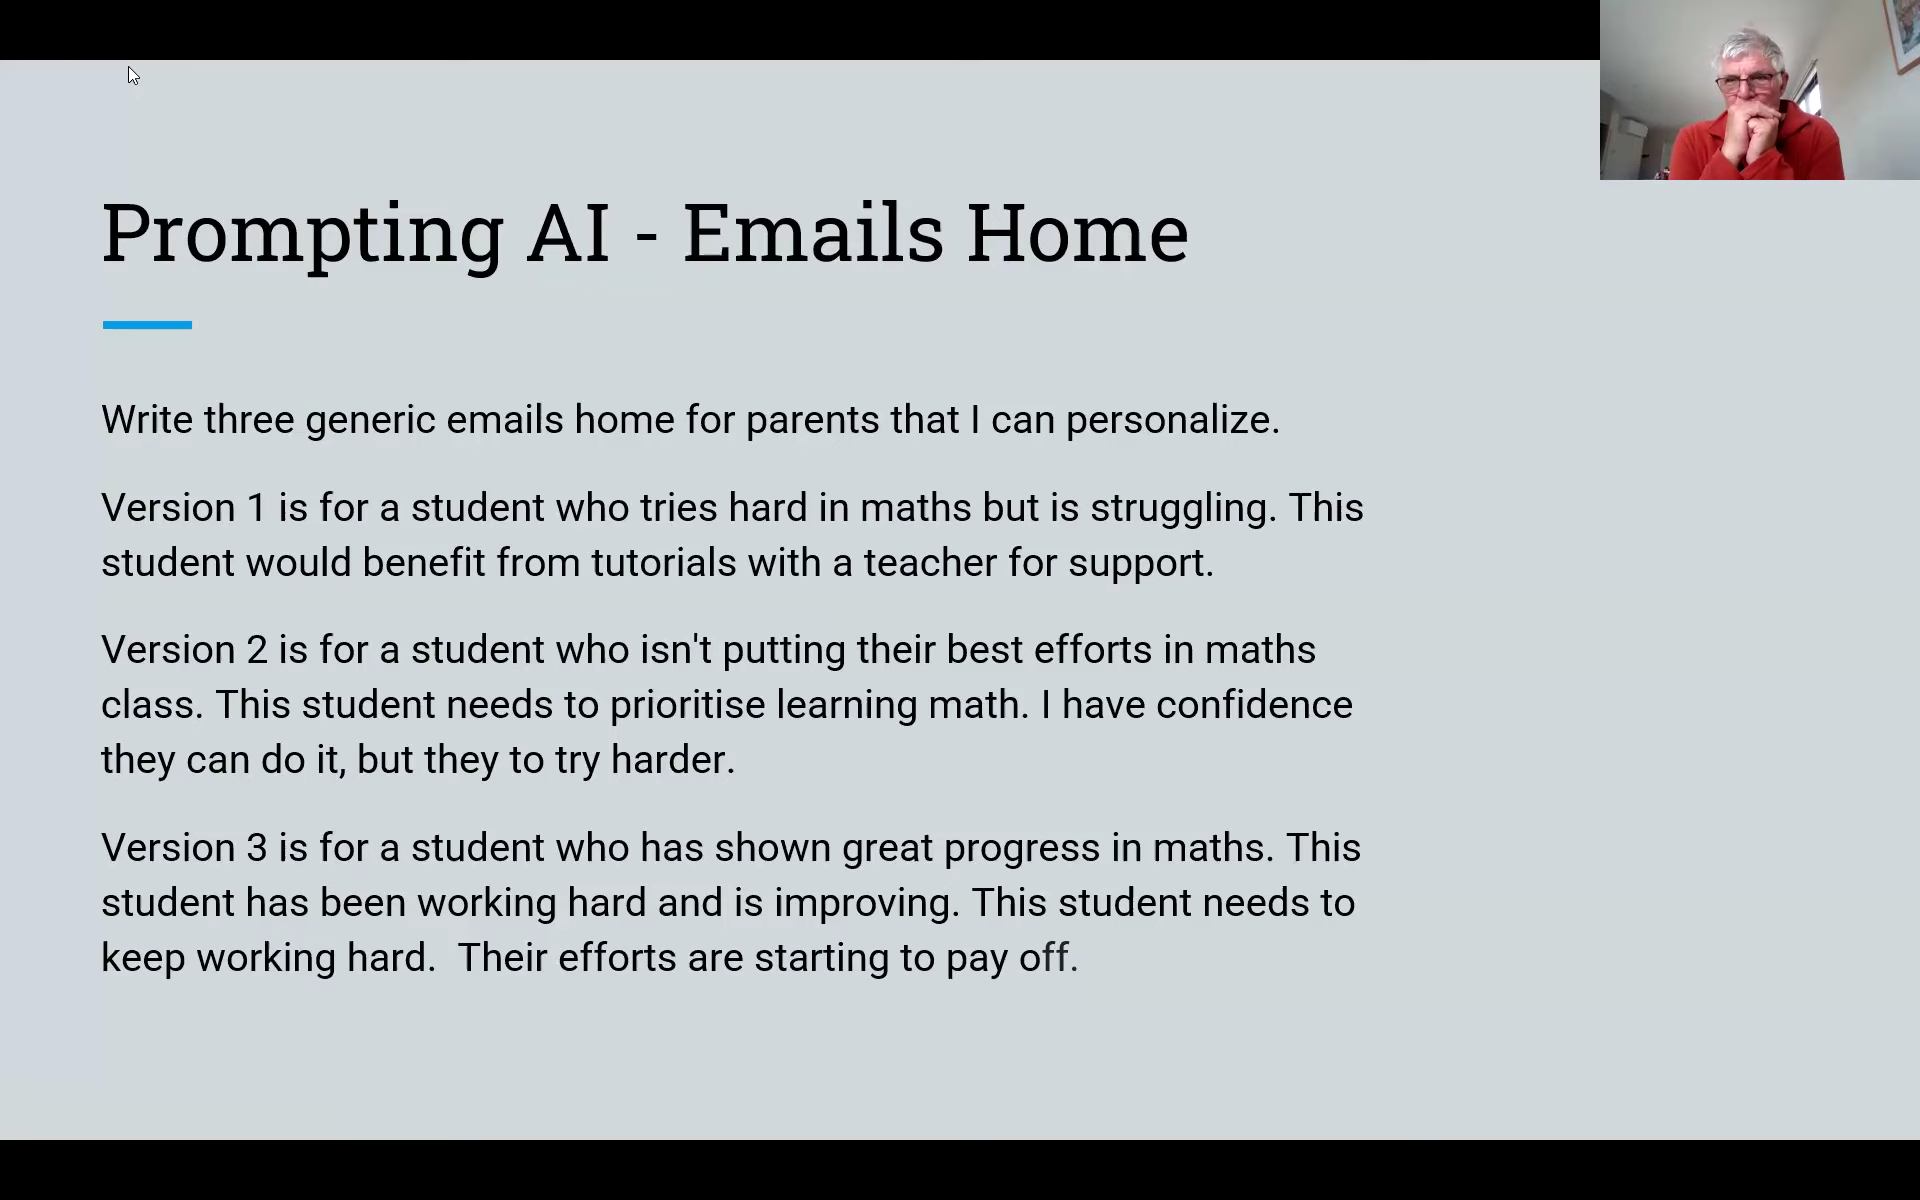 Prompting AI - Emails Home
Write three generic emails home for parents that I can personalize.
Version 1 is for a student who tries hard in maths but is struggling. This
student would benefit from tutorials with a teacher for support.
Version 2 is for a student who isn't putting their best efforts in maths
class. This student needs to prioritise learning math. I have confidence
they can do it, but they to try harder.
Version 3 is for a student who has shown great progress in maths. This
student has been working hard and is improving. This student needs to
keep working hard.  Their efforts are starting to pay off.